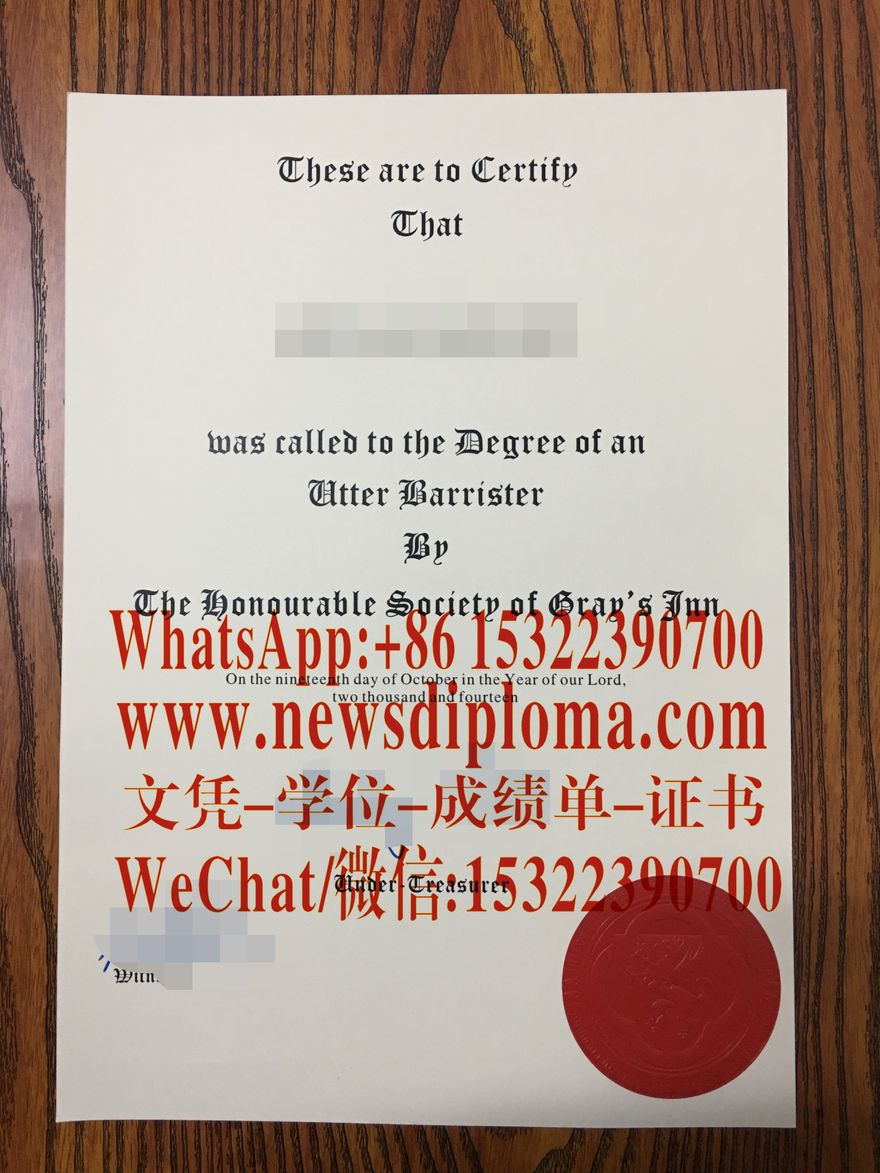 These are to Certify
That
was called to the Degree of an
Utter Barrister
By
The Honourable Society of Gray's Inn
WhatsApp:+86 15322390700
On the nineteenth day of October in the Year of our Lord,
two thousand and fourteen
www.newsdiploma.com
文凭–学位–成绩单–证书
WeChat/微信:15322390700
Under-Treasurer